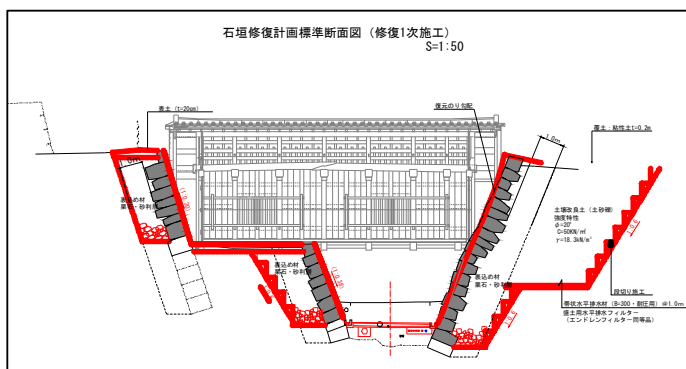 石垣修復計画標準断面図（修復1次施工）
S=1:50
表土（t=20cm）
復元のり勾配
1.0m
覆土：粘性土t=0.2m
裏込め材
栗石・砂利層
土壌改良土（土砂礫）
強度特性
φ=20°
C=50KN/㎡
γ=18.3kN/㎥
裏込め材
栗石・砂利層
裏込め材
栗石・砂利層
段切り施工
帯状水平排水材（B=300・耐圧用）@1.0m
盛土用水平排水フィルター
（エンドレンフィルター同等品）